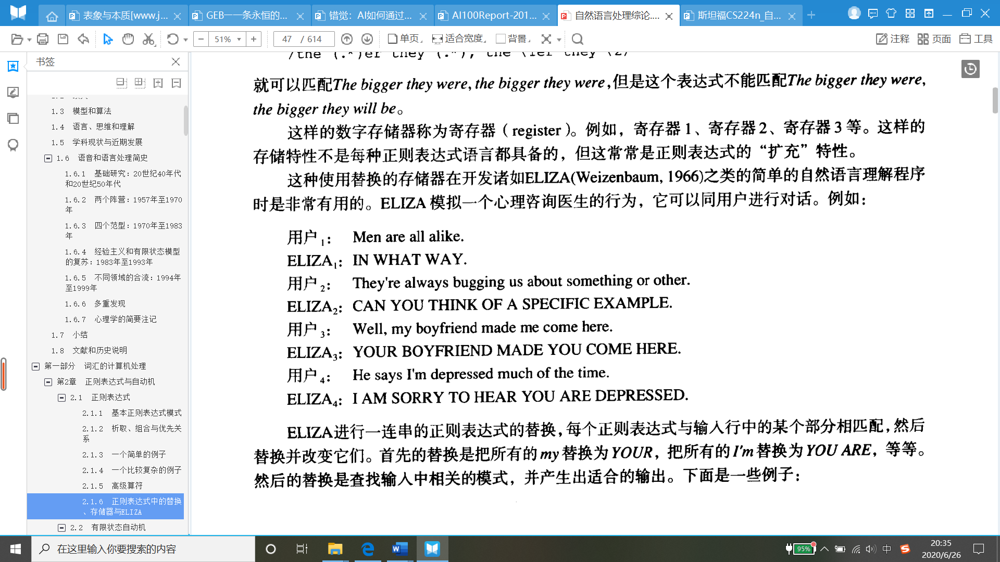 表象与本质[www.j...
GEB一一条永恒的...
错觉：AI如何通过...
AI100Report-201...
自然语言处理综论....
斯坦福CS224n_自...
51%
47 / 614
单页
适合宽度
背景
注释
页面
工具
书签
1.3 模型和算法
1.4 语言、思维和理解
1.5 学科现状与近期发展
1.6 语音和语言处理简史
1.6.1 基础研究：20世纪40年代
和20世纪50年代
1.6.2 两个阵营：1957年至1970
年
1.6.3 四个范型：1970年至1983
年
1.6.4 经验主义和有限状态模型
的复苏：1983年至1993年
1.6.5 不同领域的合流：1994年
至1999年
1.6.6 多重发现
1.6.7 心理学的简要注记
1.7 小结
1.8 文献和历史说明
第一部分 词汇的计算机处理
第2章 正则表达式与自动机
2.1 正则表达式
2.1.1 基本正则表达式模式
2.1.2 析取、组合与优先关
系
2.1.3 一个简单的例子
2.1.4 一个比较复杂的例子
2.1.5 高级算符
2.1.6 正则表达式中的替换
、存储器与ELIZA
2.2 有限状态自动机
/the (.*)er they (.*), the \1er they \2/
就可以匹配The bigger they were, the bigger they were,但是这个表达式不能匹配The bigger they were,
the bigger they will be。
这样的数字存储器称为寄存器（register）。例如，寄存器1、寄存器2、寄存器3等。这样的
存储特性不是每种正则表达式语言都具备的，但这常常是正则表达式的“扩充”特性。
这种使用替换的存储器在开发诸如ELIZA(Weizenbaum, 1966)之类的简单的自然语言理解程序
时是非常有用的。ELIZA 模拟一个心理咨询医生的行为，它可以同用户进行对话。例如：
用户1： Men are all alike.
ELIZA1： IN WHAT WAY.
用户2： They're always bugging us about something or other.
ELIZA2： CAN YOU THINK OF A SPECIFIC EXAMPLE.
用户3： Well, my boyfriend made me come here.
ELIZA3： YOUR BOYFRIEND MADE YOU COME HERE.
用户4： He says I'm depressed much of the time.
ELIZA4： I AM SORRY TO HEAR YOU ARE DEPRESSED.
ELIZA进行一连串的正则表达式的替换，每个正则表达式与输入行中的某个部分相匹配，然后
替换并改变它们。首先的替换是把所有的my替换为YOUR，把所有的I'm替换为YOU ARE，等等。
然后的替换是查找输入中相关的模式，并产生出适合的输出。下面是一些例子：
在这里输入你要搜索的内容
95%
中
20:35
2020/6/26